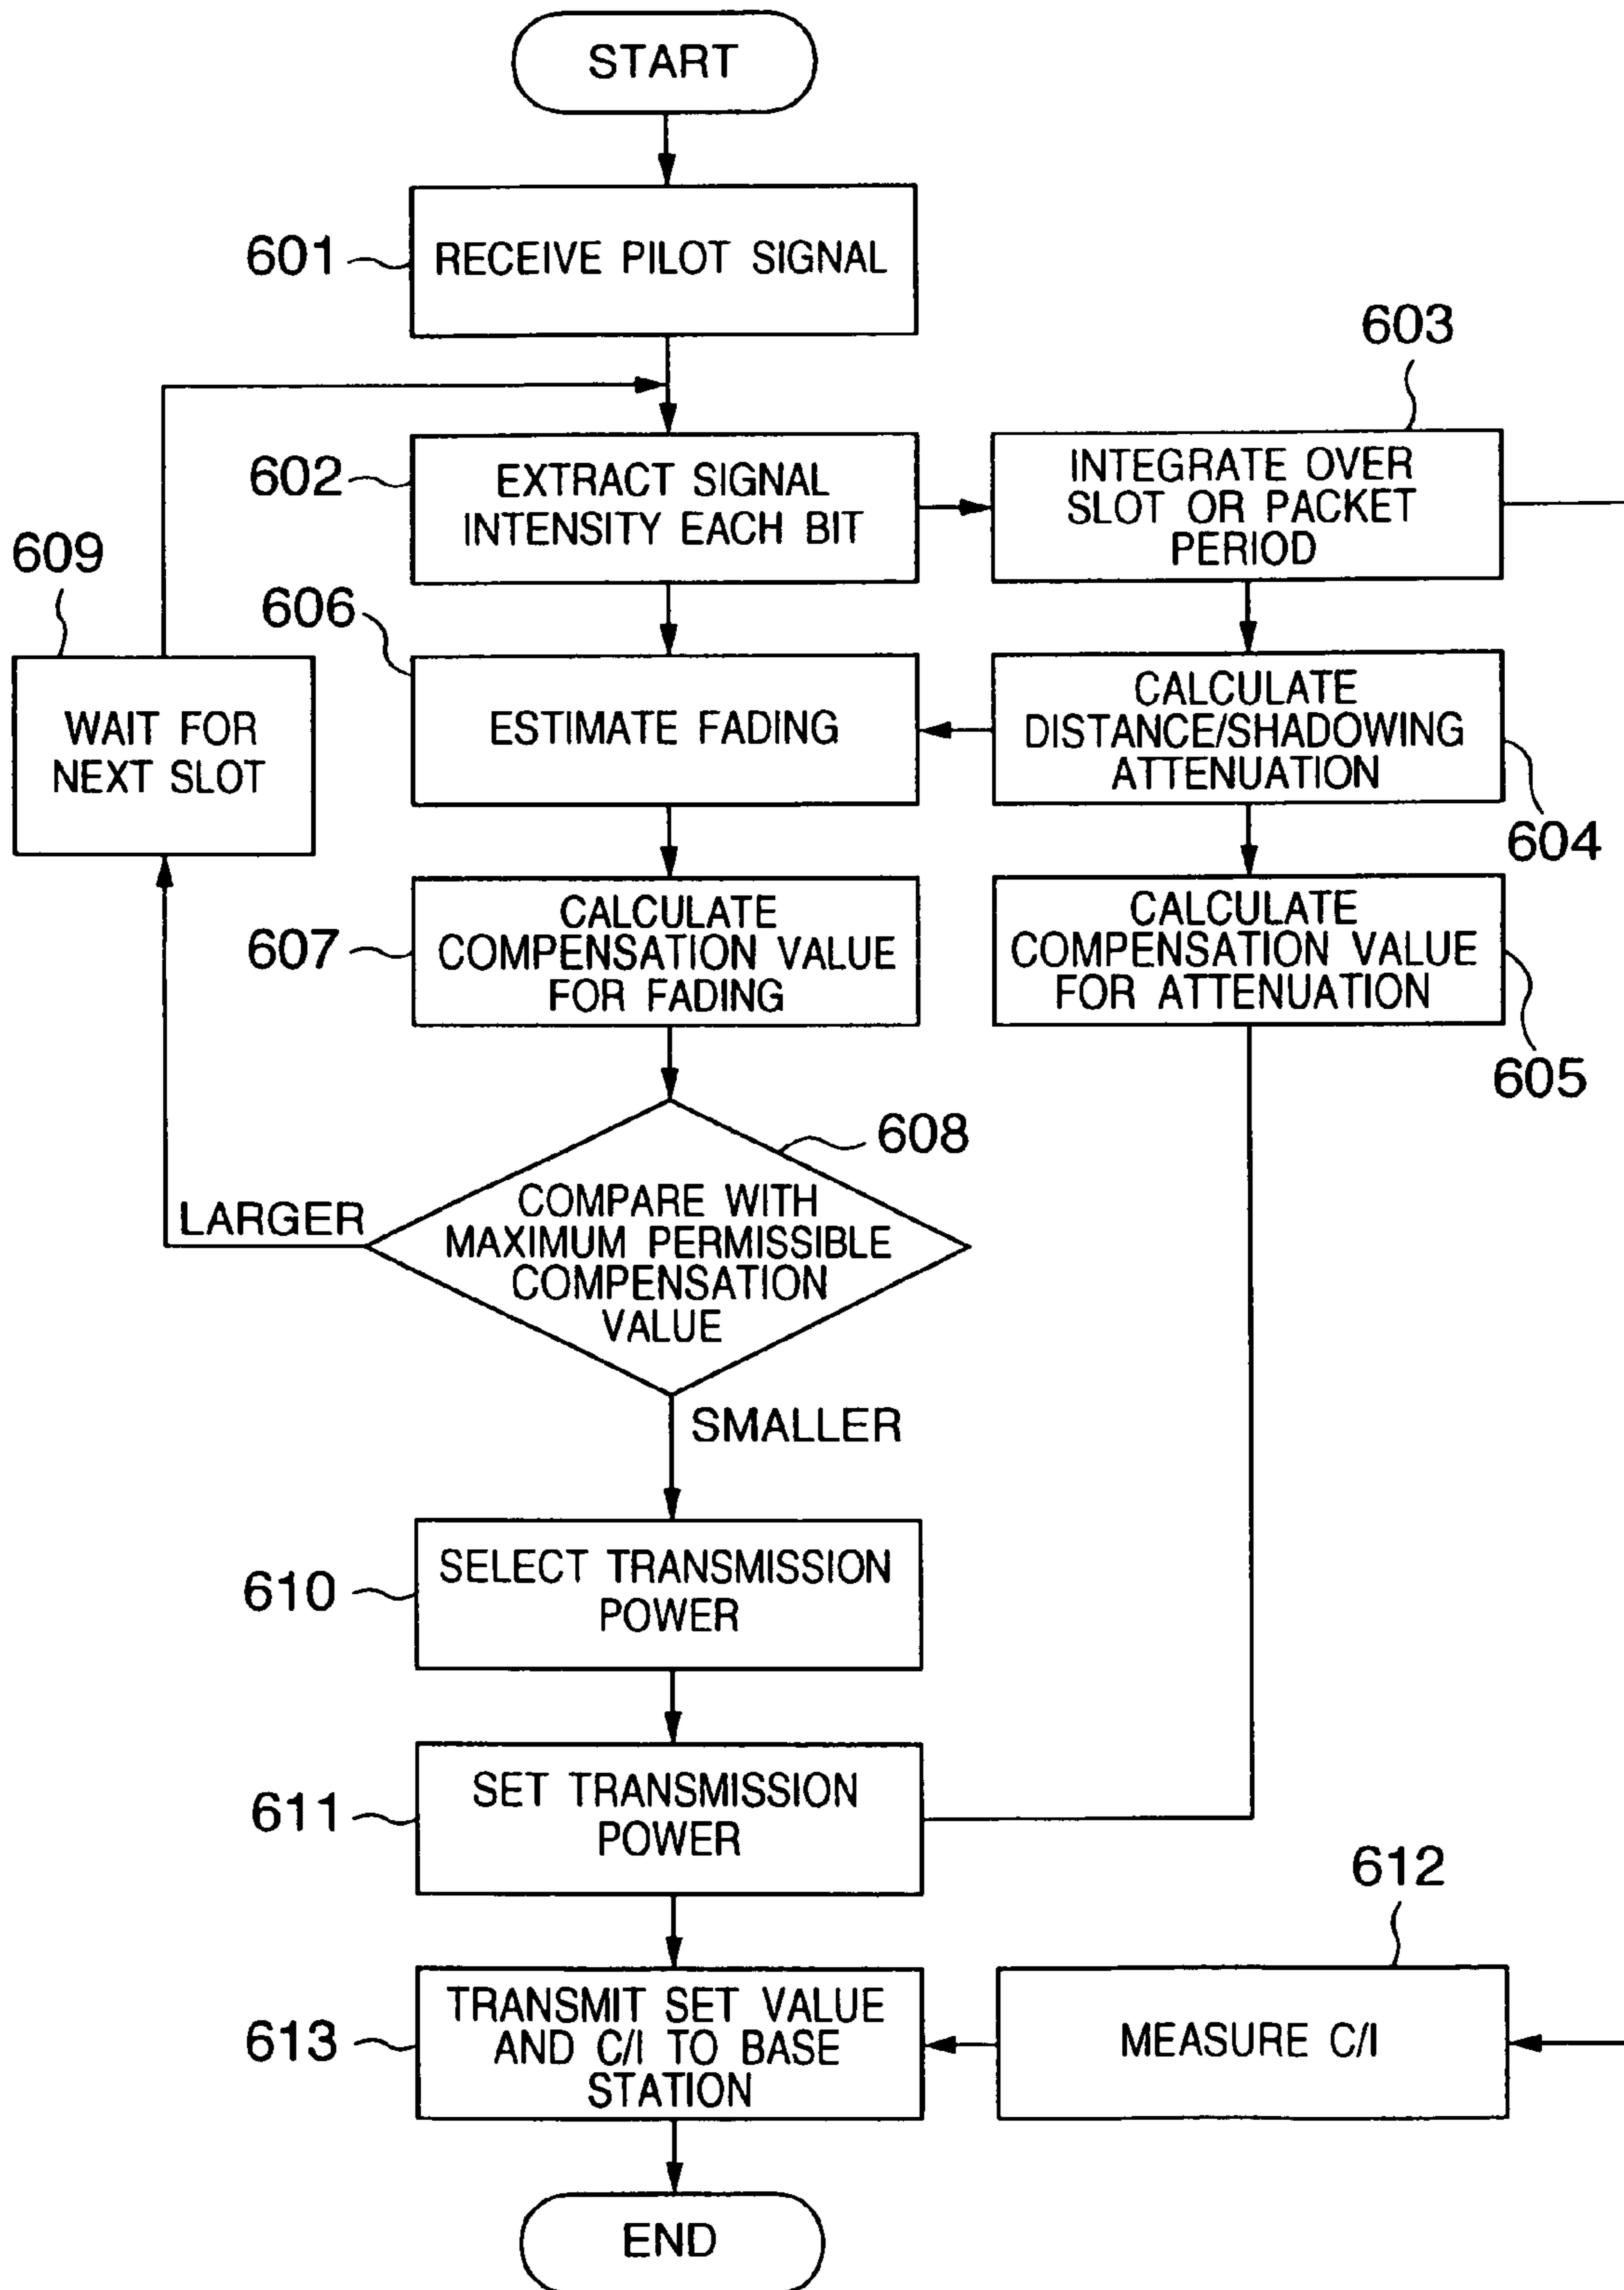 START
601
RECEIVE PILOT SIGNAL
603
602
EXTRACT SIGNAL
INTENSITY EACH BIT
INTEGRATE OVER
SLOT OR PACKET
PERIOD
609
WAIT FOR
NEXT SLOT
606
ESTIMATE FADING
CALCULATE
DISTANCE/SHADOWING
ATTENUATION
604
607
CALCULATE
COMPENSATION VALUE
FOR FADING
CALCULATE
COMPENSATION VALUE
FOR ATTENUATION
605
608
LARGER
COMPARE WITH
MAXIMUM PERMISSIBLE
COMPENSATION
VALUE
SMALLER
610
SELECT TRANSMISSION
POWER
611
SET TRANSMISSION
POWER
612
613
TRANSMIT SET VALUE
AND C/I TO BASE
STATION
MEASURE C/I
END